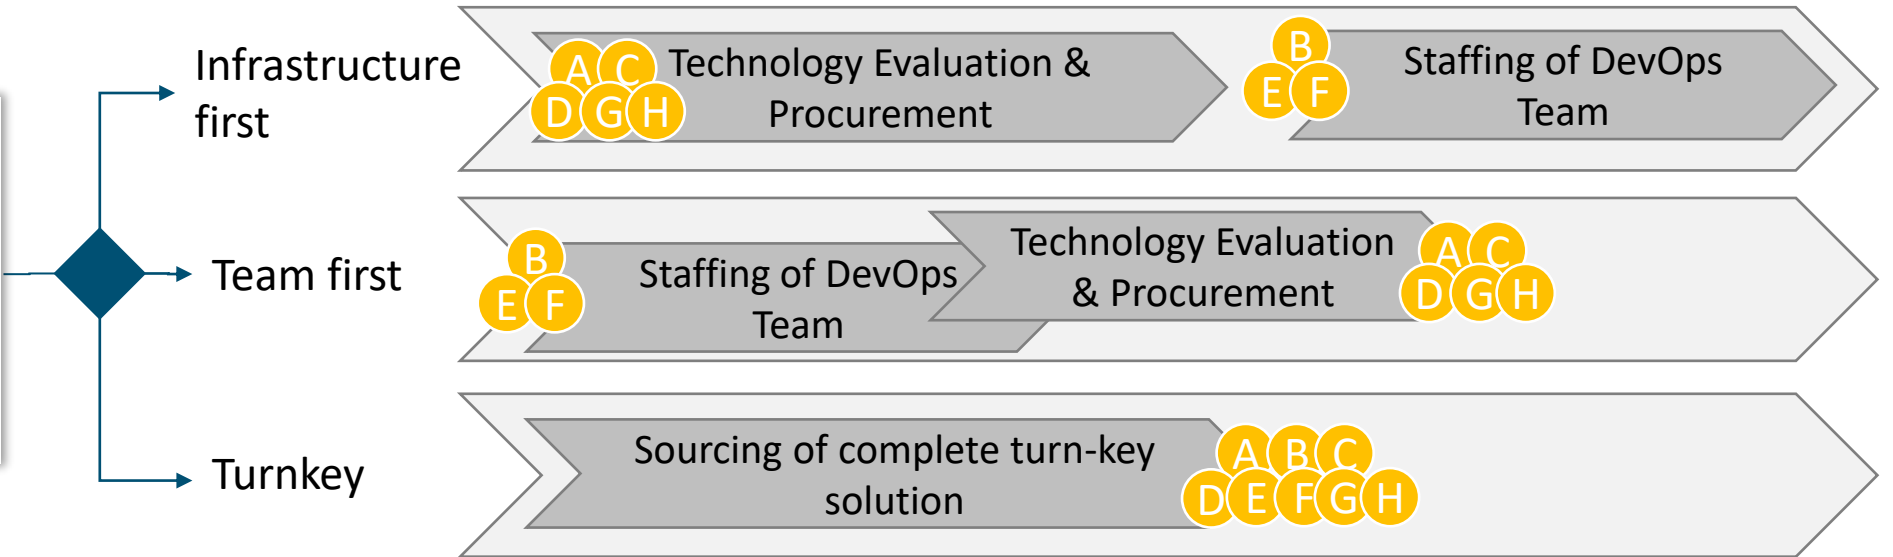 Infrastructure
first
A C
D G H
Technology Evaluation &
Procurement
B
E F
Staffing of DevOps
Team
Team first
B
E F
Staffing of DevOps
Team
Technology Evaluation
& Procurement
A C
D G H
Turnkey
Sourcing of complete turn-key
solution
A B C
D E F G H